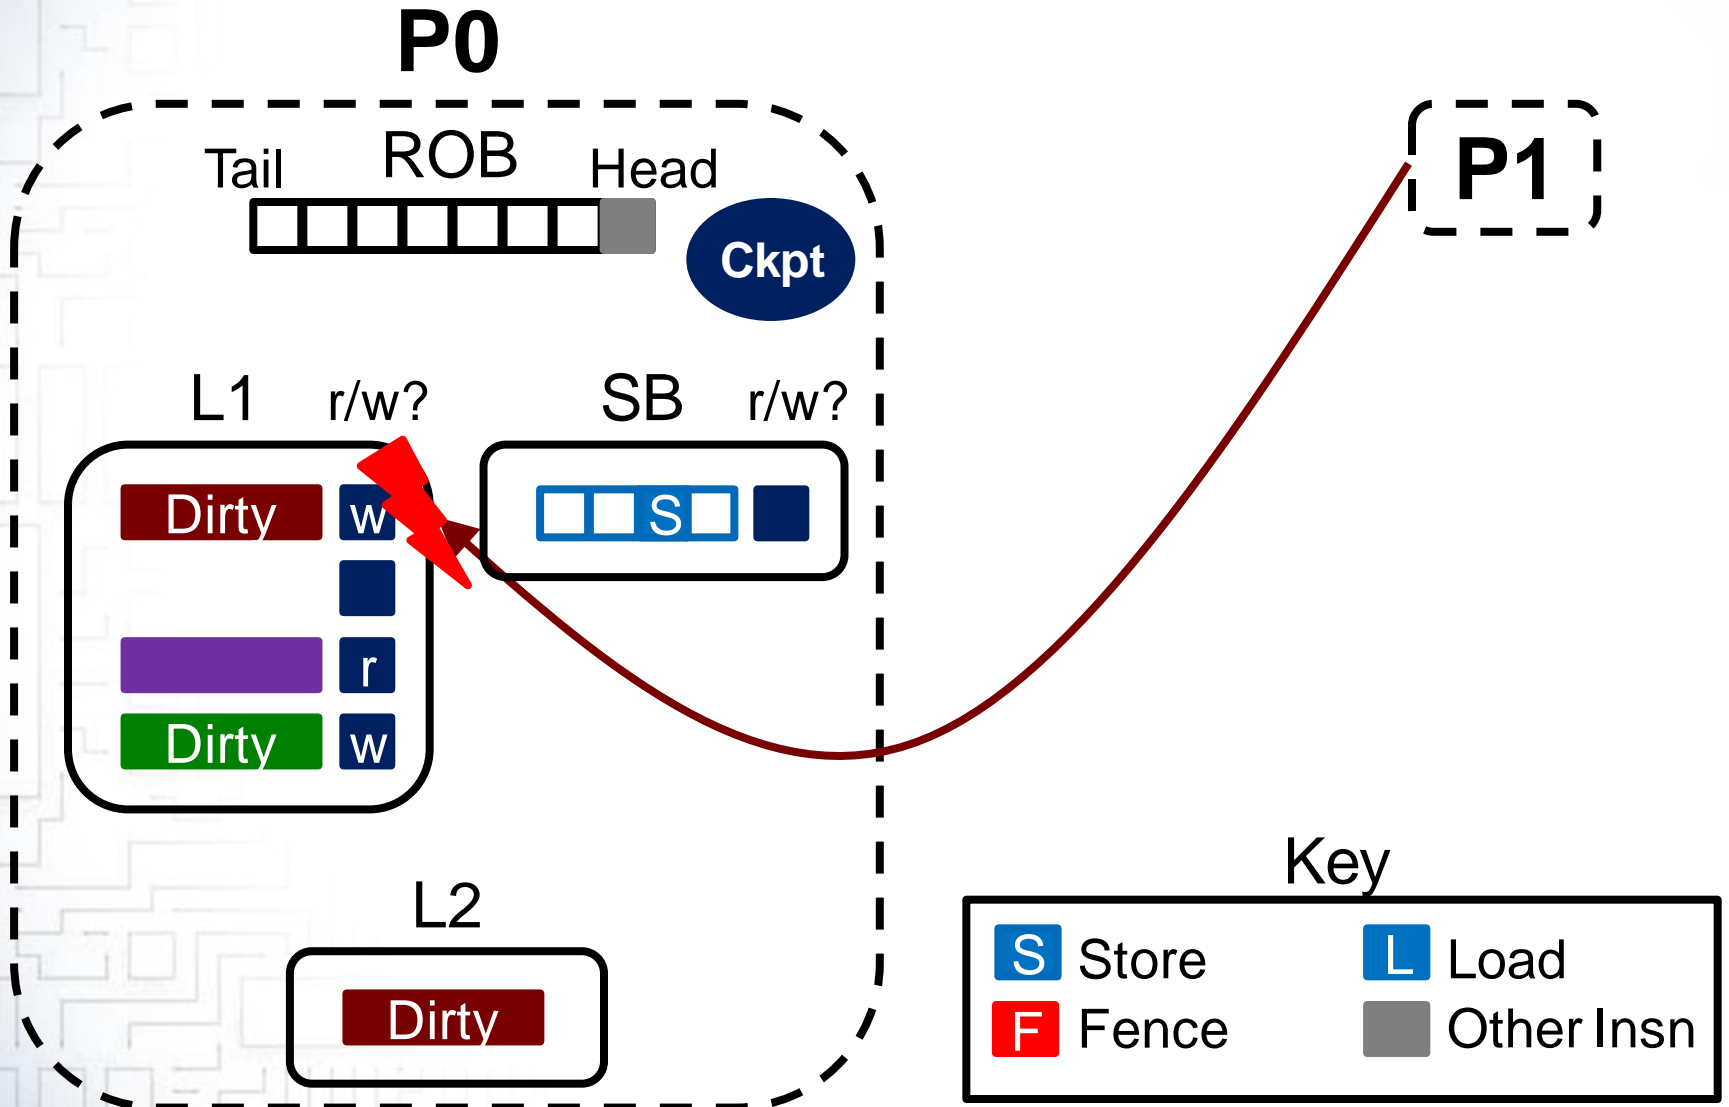 P0
P1
Tail ROB Head
Ckpt
L1 r/w? SB r/w?
Dirty w S
r
Dirty w
L2
Dirty
Key
S Store L Load
F Fence Other Insn